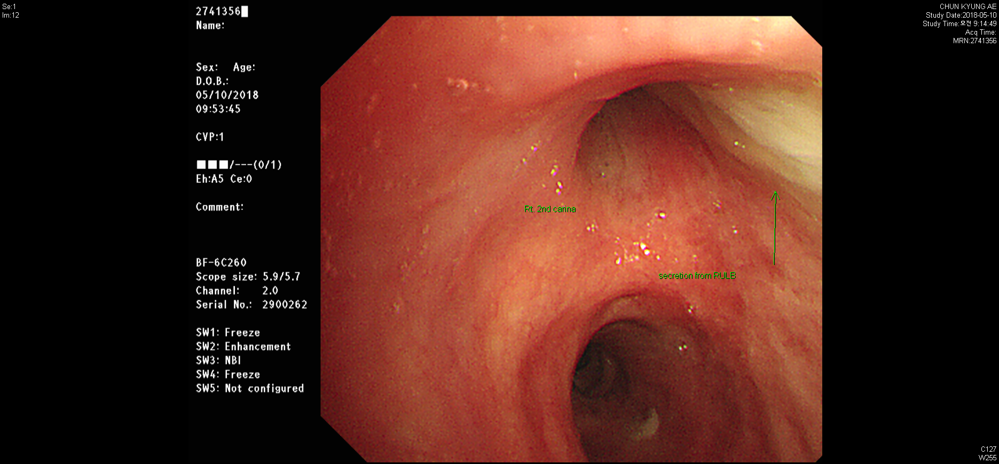 Se:1
Im:12
2741356
Name:
Sex: Age:
D.O.B.:
05/10/2018
09:53:45
CVP:1
■■■/---(0/1)
Eh:A5 Ce:0
Comment:
BF-6C260
Scope size: 5.9/5.7
Channel: 2.0
Serial No.: 2900262
SW1: Freeze
SW2: Enhancement
SW3: NBI
SW4: Freeze
SW5: Not configured
Rt. 2nd carina
secretion from RULB
CHUN KYUNG AE
Study Date:2018-05-10
Study Time:오전 9:14:49
Acq Time:
MRN:2741356
C127
W255